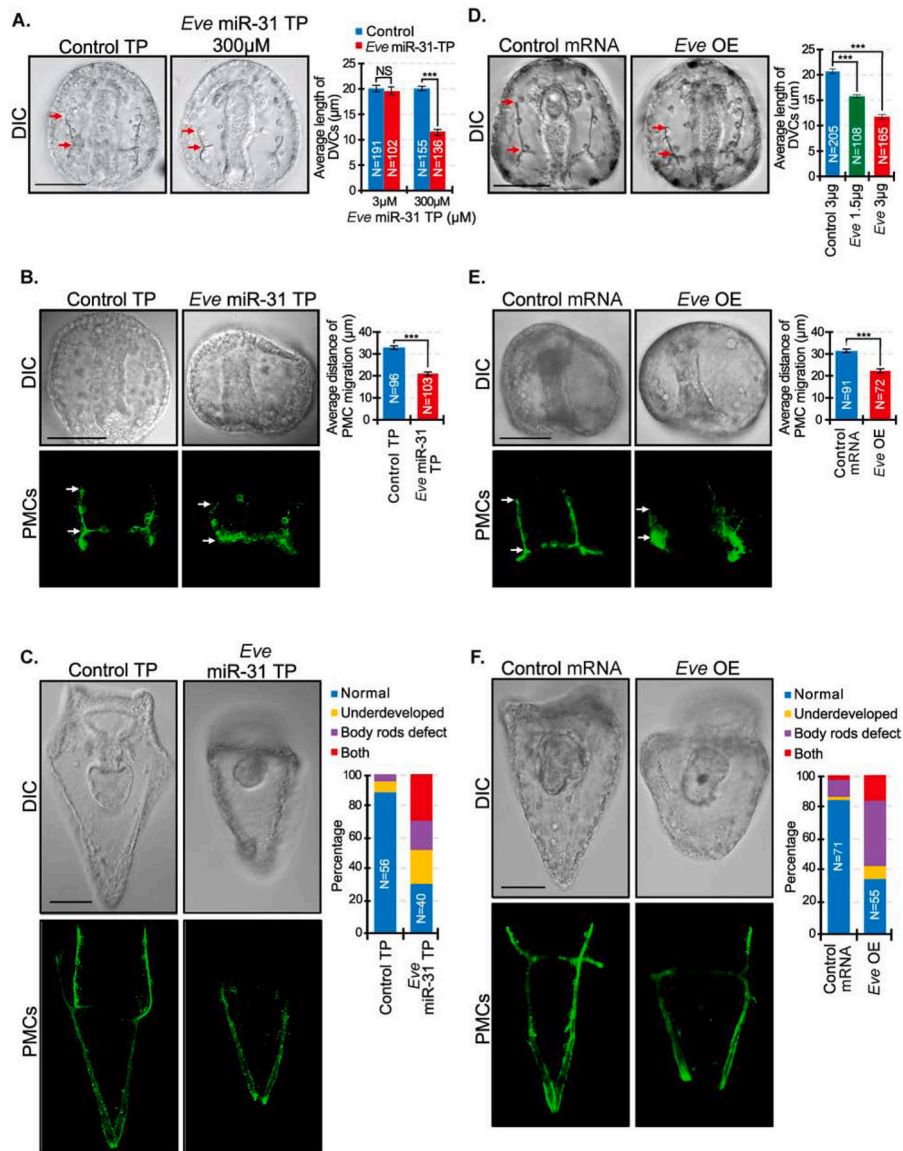 A.
Control TP
Eve miR-31 TP
300µM
DIC
Control
Eve miR-31-TP
Average length of
DVCs (µm)
25
20
15
10
5
0
NS
***
N=191
N=102
N=155
N=136
3µM
300µM
Eve miR-31 TP (µM)
D.
Control mRNA
Eve OE
DIC
Average length of
DVCs (µm)
25
20
15
10
5
0
***
***
N=205
N=108
N=165
Control 3µg
Eve 1.5µg
Eve 3µg
B.
Control TP
Eve miR-31 TP
DIC
PMCs
Average distance of
PMC migration (µm)
40
30
20
10
0
***
N=96
N=103
Control TP
Eve miR-31
TP
E.
Control mRNA
Eve OE
DIC
PMCs
Average distance of
PMC migration (µm)
40
30
20
10
0
***
N=91
N=72
Control
mRNA
Eve OE
C.
Control TP
Eve
miR-31 TP
DIC
PMCs
Normal
Underdeveloped
Body rods defect
Both
Percentage
100
80
60
40
20
0
N=56
N=40
Control TP
Eve
miR-31 TP
F.
Control mRNA
Eve OE
DIC
PMCs
Normal
Underdeveloped
Body rods defect
Both
Percentage
100
80
60
40
20
0
N=71
N=55
Control
mRNA
Eve OE